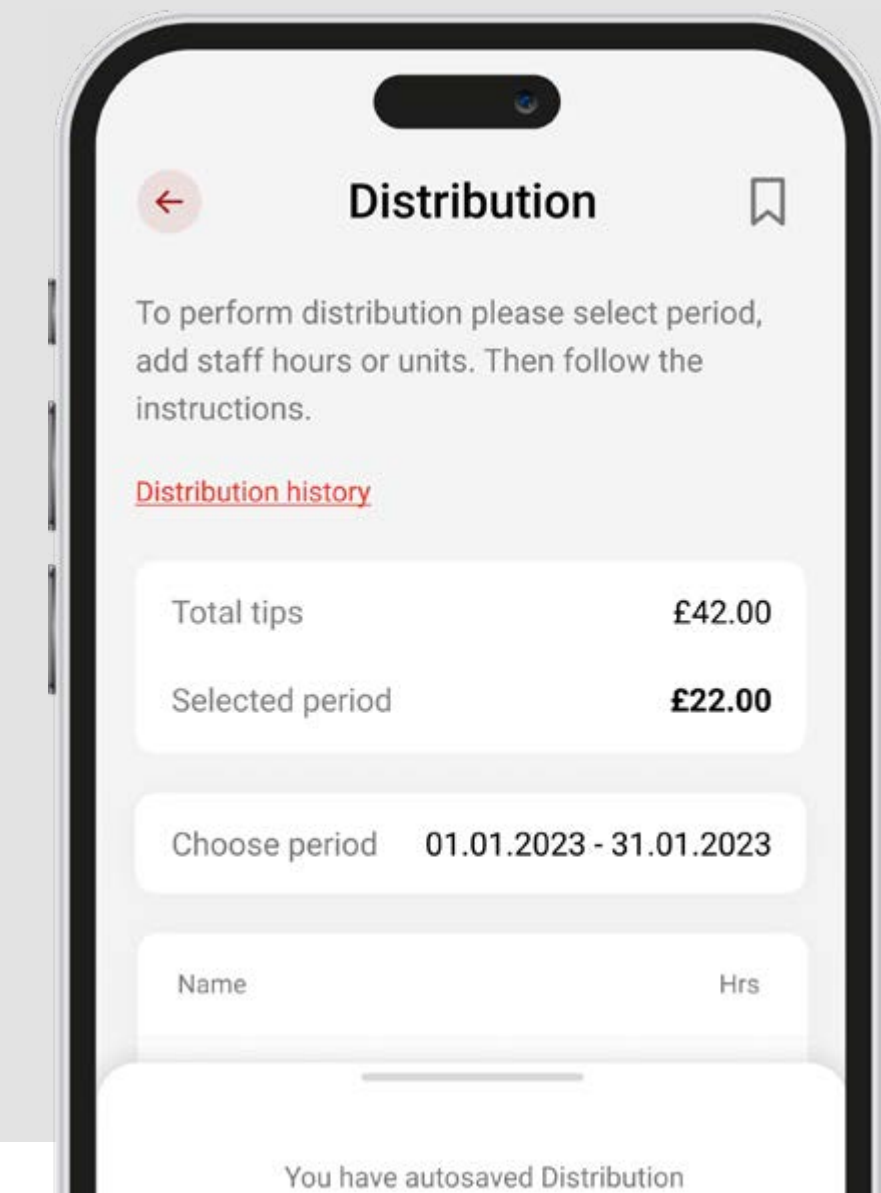 Distribution
To perform distribution please select period,
add staff hours or units. Then follow the
instructions.
Distribution history
Total tips £42.00
Selected period £22.00
Choose period 01.01.2023 - 31.01.2023
Name Hrs
You have autosaved Distribution